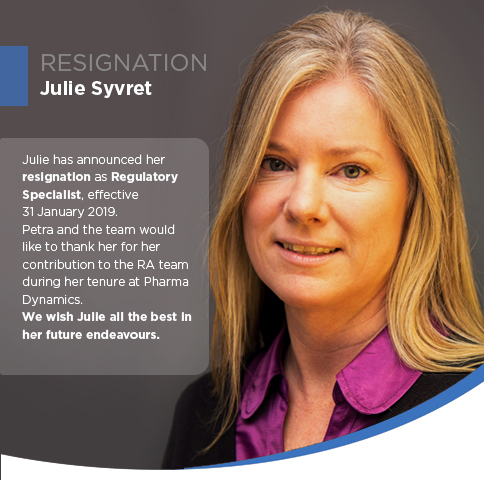 RESIGNATION
Julie Syvret
Julie has announced her
resignation as Regulatory
Specialist, effective
31 January 2019.
Petra and the team would
like to thank her for her
contribution to the RA team
during her tenure at Pharma
Dynamics.
We wish Julie all the best in
her future endeavours.